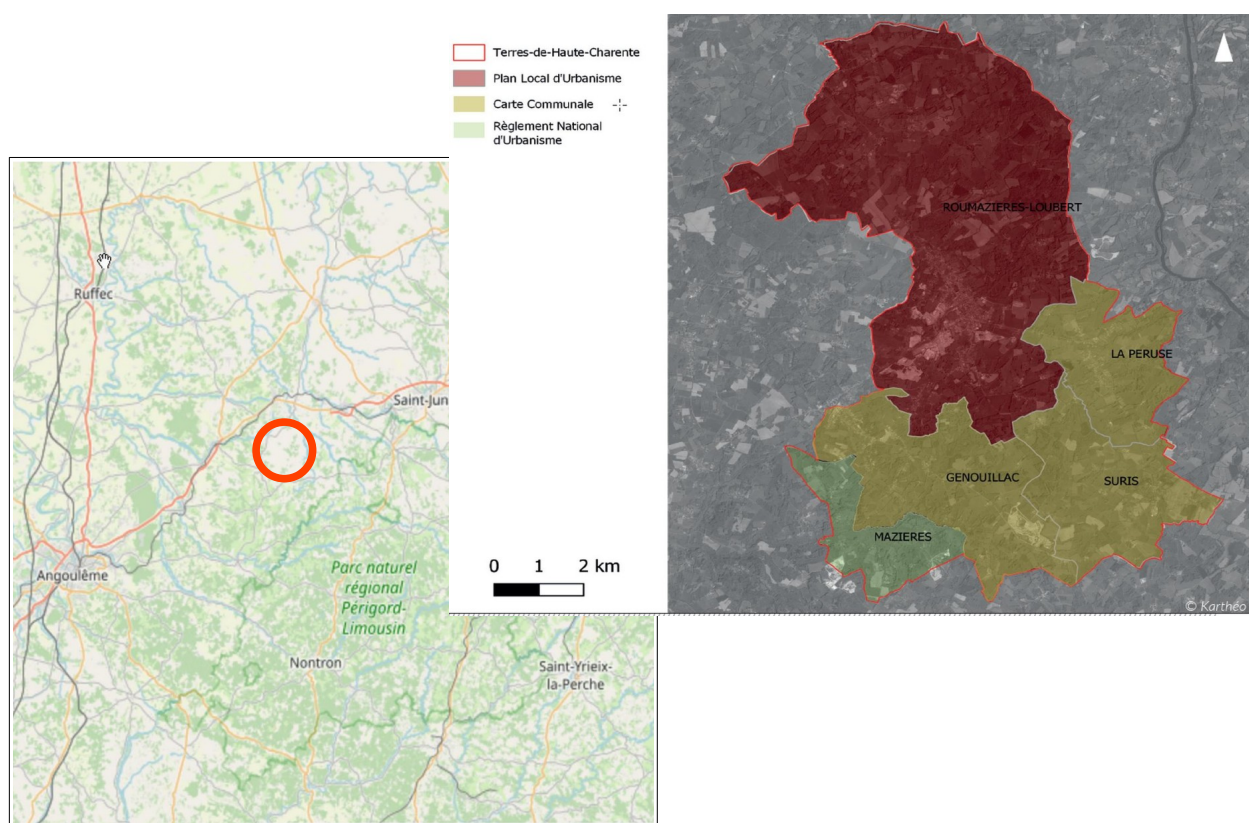 Terres-de-Haute-Charente
Plan Local d'Urbanisme
Carte Communale
Règlement National
d'Urbanisme
ROUMAZIERES-LOUBERT
LA PERUSE
GENOUILLAC
SURIS
MAZIERES
0 1 2 km
© Karthéo
Ruffec
Saint-Jun
Angoulême
Parc naturel
régional
Périgord-
Limousin
Nontron
Saint-Yrieix-
la-Perche